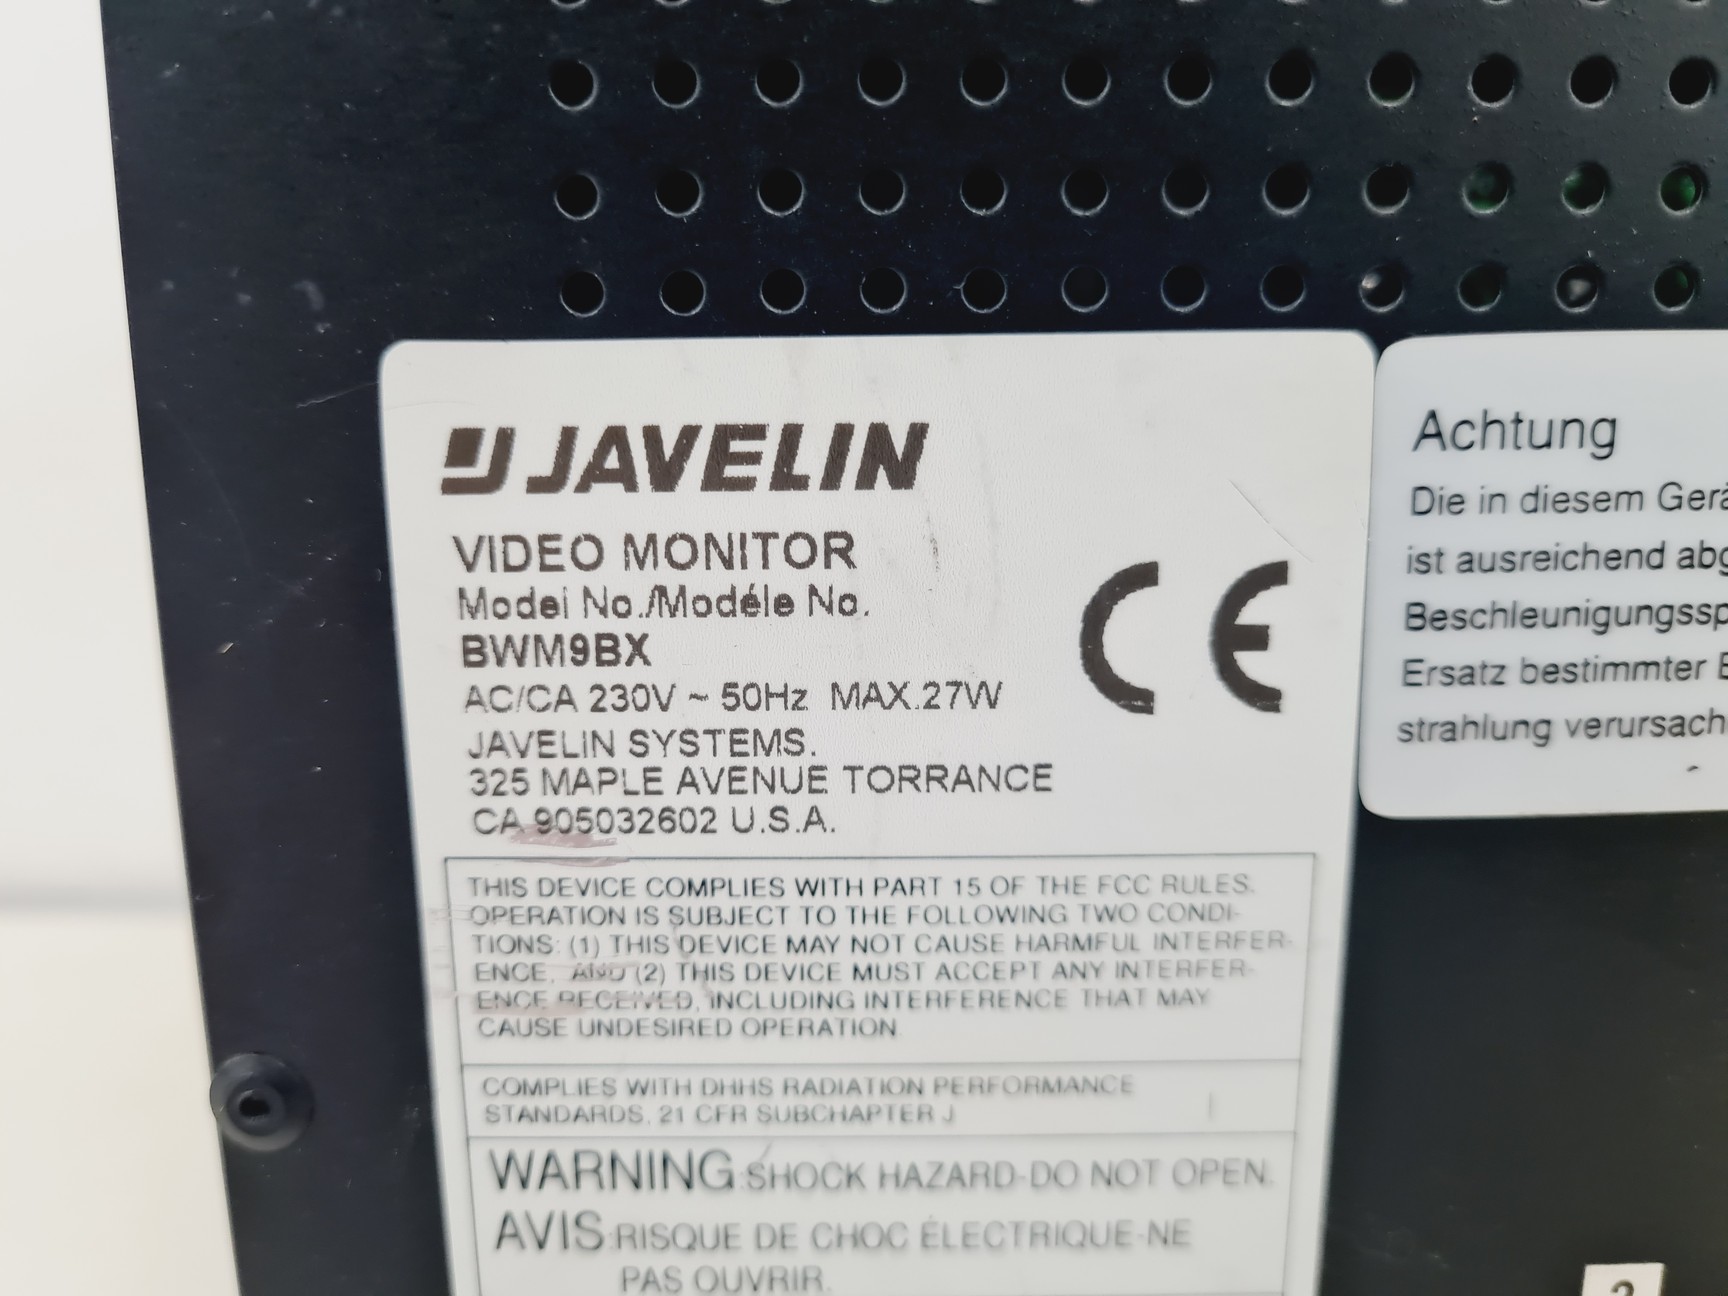 JAVELIN
VIDEO MONITOR
Model No./Modéle No.
BWM9BX
AC/CA 230V ~ 50Hz MAX.27W
JAVELIN SYSTEMS.
325 MAPLE AVENUE TORRANCE
CA 905032602 U.S.A.
CE
THIS DEVICE COMPLIES WITH PART 15 OF THE FCC RULES.
OPERATION IS SUBJECT TO THE FOLLOWING TWO CONDI-
TIONS: (1) THIS DEVICE MAY NOT CAUSE HARMFUL INTERFER-
ENCE, AND (2) THIS DEVICE MUST ACCEPT ANY INTERFER-
ENCE RECEIVED, INCLUDING INTERFERENCE THAT MAY
CAUSE UNDESIRED OPERATION.
COMPLIES WITH DHHS RADIATION PERFORMANCE
STANDARDS, 21 CFR SUBCHAPTER J
WARNING:SHOCK HAZARD-DO NOT OPEN.
AVIS:RISQUE DE CHOC ÉLECTRIQUE-NE
PAS OUVRIR.
Achtung
Die in diesem Gerä
ist ausreichend abg
Beschleunigungssp
Ersatz bestimmter
strahlung verursach